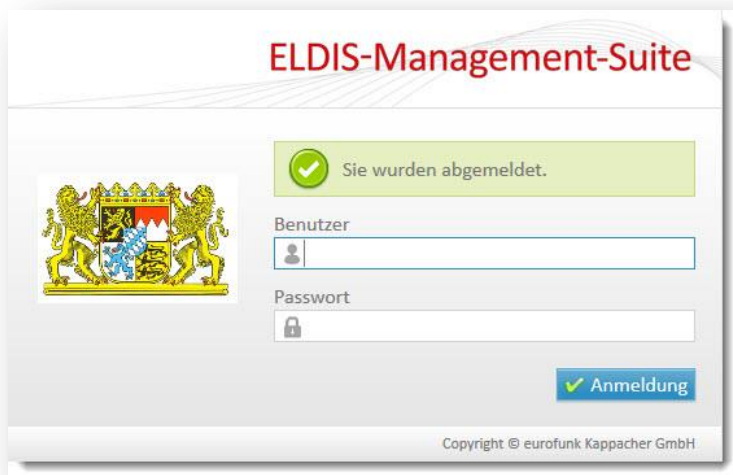 ELDIS-Management-Suite
Sie wurden abgemeldet.
Benutzer
Passwort
Anmeldung
Copyright © eurofunk Kappacher GmbH